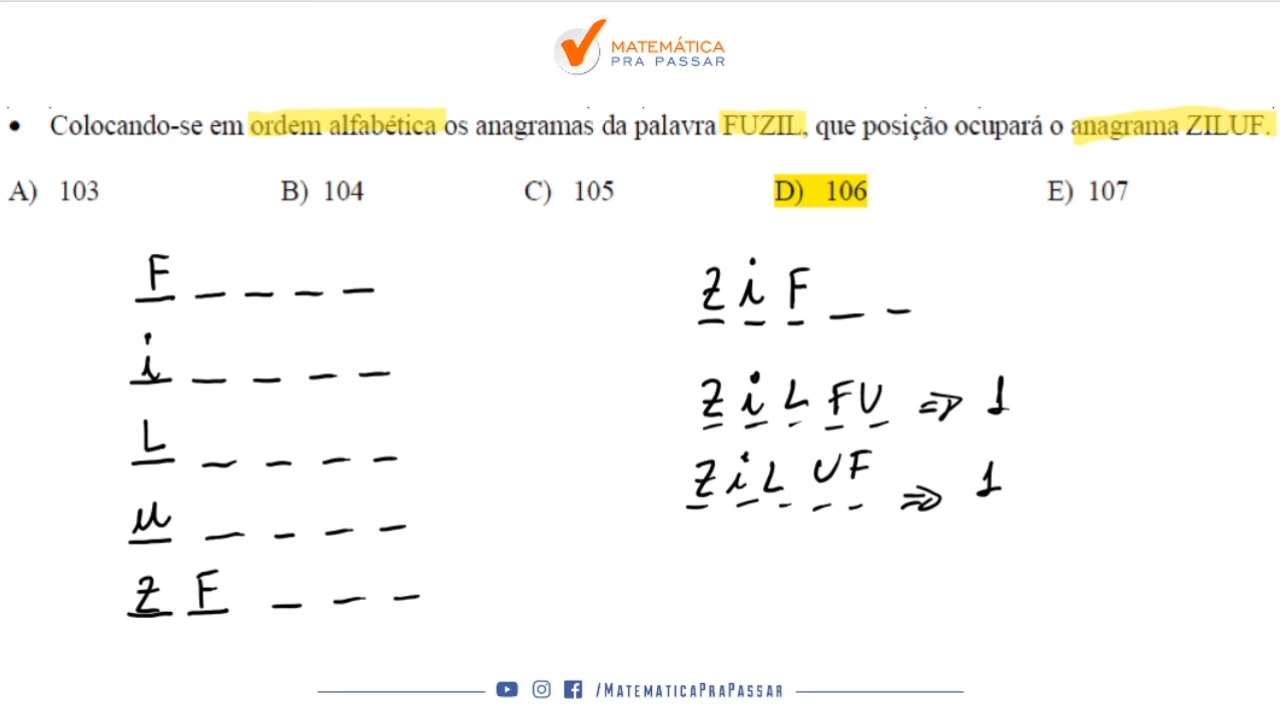 MATEMÁTICA
PRA PASSAR
• Colocando-se em ordem alfabética os anagramas da palavra FUZIL, que posição ocupará o anagrama ZILUF.
A) 103 B) 104 C) 105 D) 106 E) 107
F _ _ _ _
i _ _ _ _
L _ _ _ _
u _ _ _ _
Z F _ _ _
Z i F _ _
Z i L F U ⇒ 1
Z i L U F ⇒ 1
/MATEMATICAPRAPASSAR